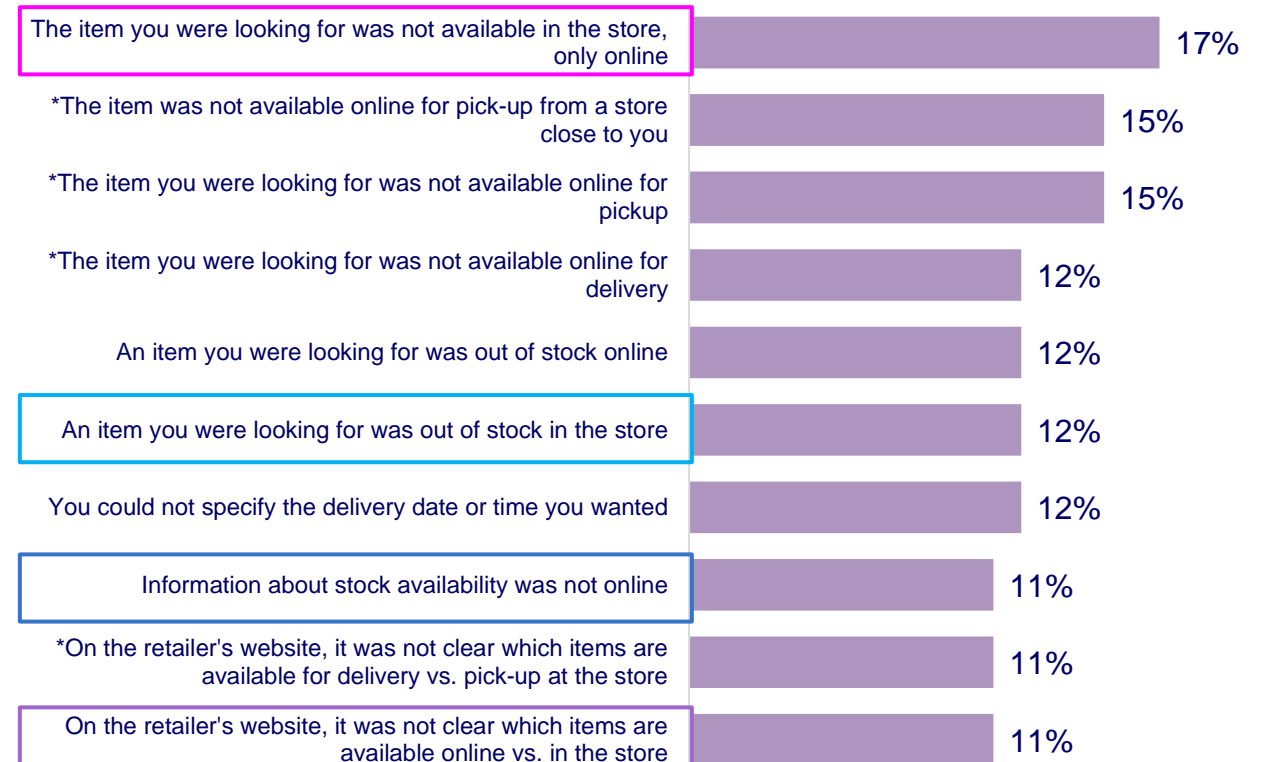 The item you were looking for was not available in the store,
only online
17%
*The item was not available online for pick-up from a store
close to you
15%
*The item you were looking for was not available online for
pickup
15%
*The item you were looking for was not available online for
delivery
12%
An item you were looking for was out of stock online
12%
An item you were looking for was out of stock in the store
12%
You could not specify the delivery date or time you wanted
12%
Information about stock availability was not online
11%
*On the retailer's website, it was not clear which items are
available for delivery vs. pick-up at the store
11%
On the retailer's website, it was not clear which items are
available online vs. in the store
11%